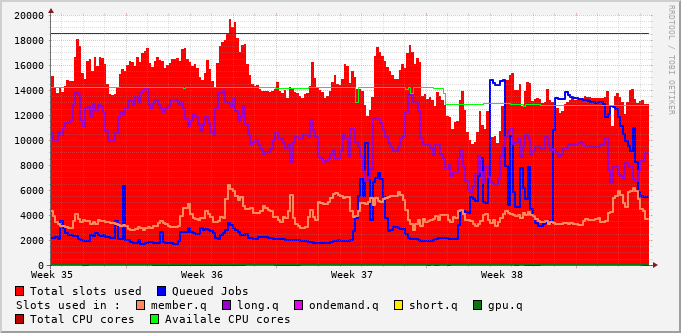 20000
18000
16000
14000
12000
10000
8000
6000
4000
2000
0
Week 35 Week 36 Week 37 Week 38
RRDTOOL / TOBI OETIKER
Total slots used Queued Jobs
Slots used in : member.q long.q ondemand.q short.q gpu.q
Total CPU cores Availale CPU cores